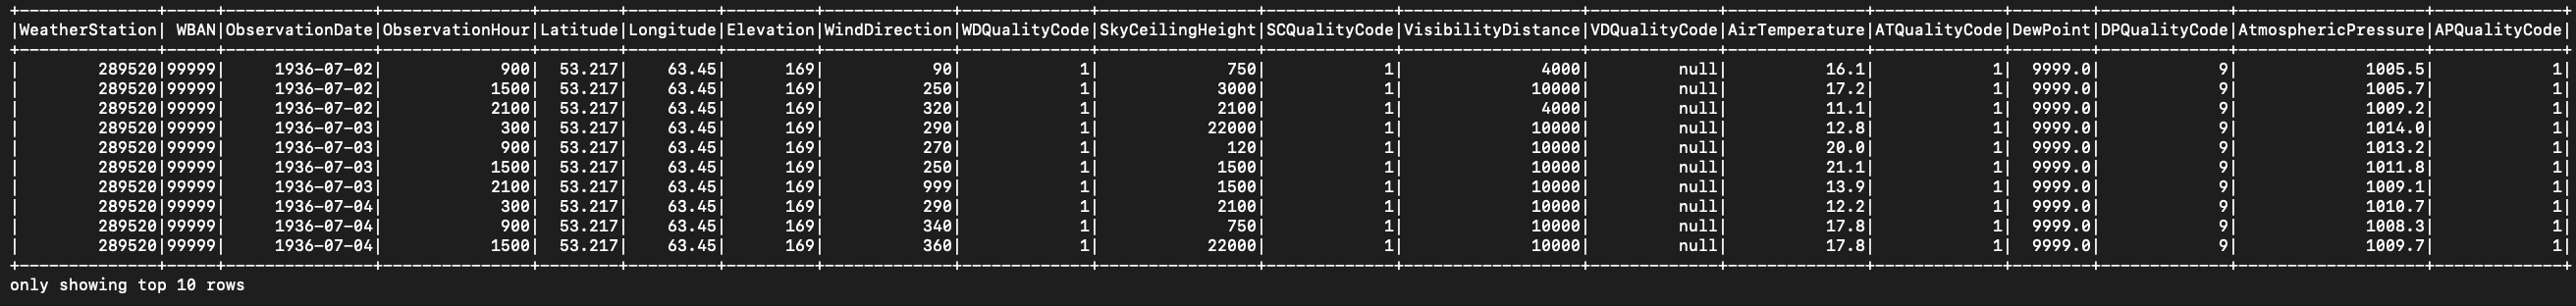 +--------------+-----+---------------+---------------+--------+---------+---------+-------------+-------------+----------------+-------------+------------------+-------------+--------------+-------------+--------+-------------+-------------------+-------------+
|WeatherStation| WBAN|ObservationDate|ObservationHour|Latitude|Longitude|Elevation|WindDirection|WDQualityCode|SkyCeilingHeight|SCQualityCode|VisibilityDistance|VDQualityCode|AirTemperature|ATQualityCode|DewPoint|DPQualityCode|AtmosphericPressure|APQualityCode|
+--------------+-----+---------------+---------------+--------+---------+---------+-------------+-------------+----------------+-------------+------------------+-------------+--------------+-------------+--------+-------------+-------------------+-------------+
|        289520|99999|     1936-07-02|            900|  53.217|    63.45|      169|           90|            1|             750|            1|              4000|         null|          16.1|            1|  9999.0|            9|             1005.5|            1|
|        289520|99999|     1936-07-02|           1500|  53.217|    63.45|      169|          250|            1|            3000|            1|             10000|         null|          17.2|            1|  9999.0|            9|             1005.7|            1|
|        289520|99999|     1936-07-02|           2100|  53.217|    63.45|      169|          320|            1|            2100|            1|              4000|         null|          11.1|            1|  9999.0|            9|             1009.2|            1|
|        289520|99999|     1936-07-03|            300|  53.217|    63.45|      169|          290|            1|           22000|            1|             10000|         null|          12.8|            1|  9999.0|            9|             1014.0|            1|
|        289520|99999|     1936-07-03|            900|  53.217|    63.45|      169|          270|            1|             120|            1|             10000|         null|          20.0|            1|  9999.0|            9|             1013.2|            1|
|        289520|99999|     1936-07-03|           1500|  53.217|    63.45|      169|          250|            1|            1500|            1|             10000|         null|          21.1|            1|  9999.0|            9|             1011.8|            1|
|        289520|99999|     1936-07-03|           2100|  53.217|    63.45|      169|          999|            1|            1500|            1|             10000|         null|          13.9|            1|  9999.0|            9|             1009.1|            1|
|        289520|99999|     1936-07-04|            300|  53.217|    63.45|      169|          290|            1|            2100|            1|             10000|         null|          12.2|            1|  9999.0|            9|             1010.7|            1|
|        289520|99999|     1936-07-04|            900|  53.217|    63.45|      169|          340|            1|             750|            1|             10000|         null|          17.8|            1|  9999.0|            9|             1008.3|            1|
|        289520|99999|     1936-07-04|           1500|  53.217|    63.45|      169|          360|            1|           22000|            1|             10000|         null|          17.8|            1|  9999.0|            9|             1009.7|            1|
+--------------+-----+---------------+---------------+--------+---------+---------+-------------+-------------+----------------+-------------+------------------+-------------+--------------+-------------+--------+-------------+-------------------+-------------+
only showing top 10 rows